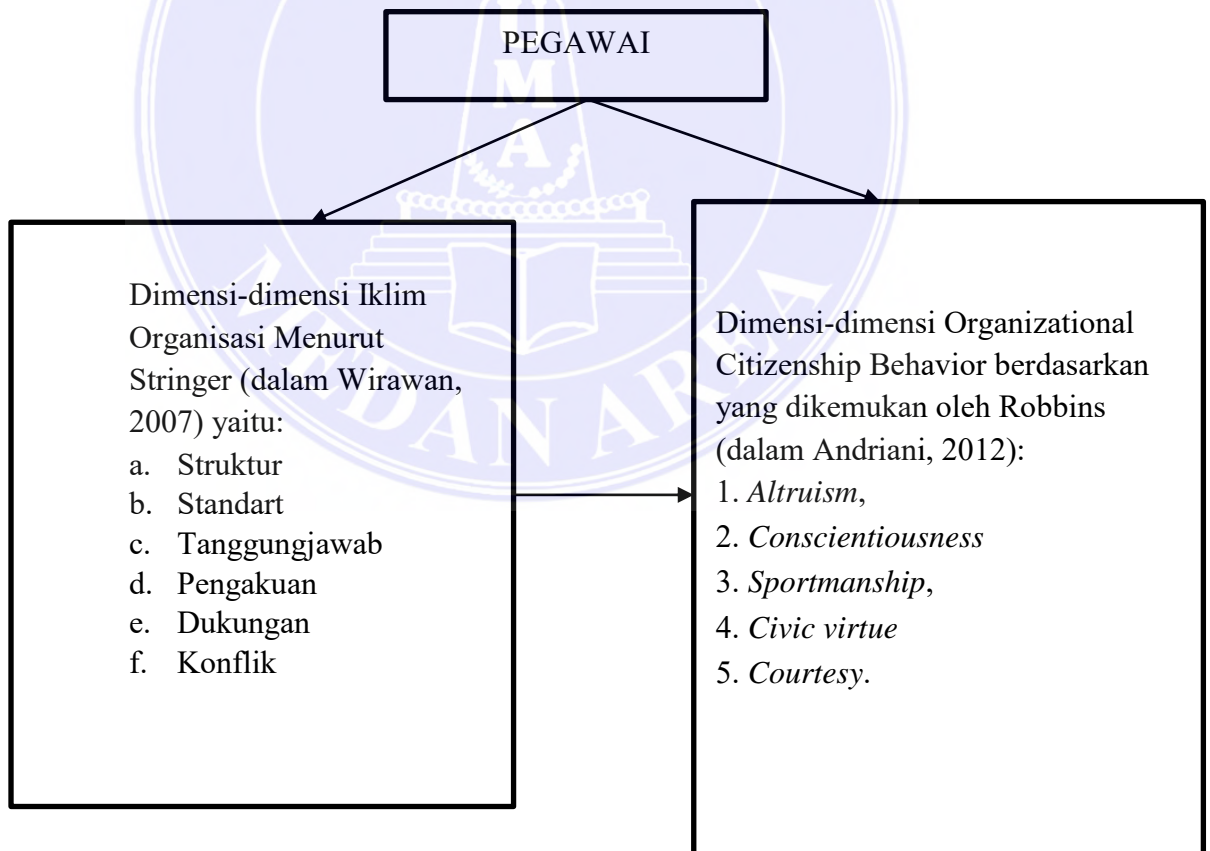 PEGAWAI
Dimensi-dimensi Iklim
Organisasi Menurut
Stringer (dalam Wirawan,
2007) yaitu:
a. Struktur
b. Standart
c. Tanggungjawab
d. Pengakuan
e. Dukungan
f. Konflik
Dimensi-dimensi Organizational
Citizenship Behavior berdasarkan
yang dikemukan oleh Robbins
(dalam Andriani, 2012):
1. Altruism,
2. Conscientiousness
3. Sportmanship,
4. Civic virtue
5. Courtesy.
U
M
A
MEDAN AREA